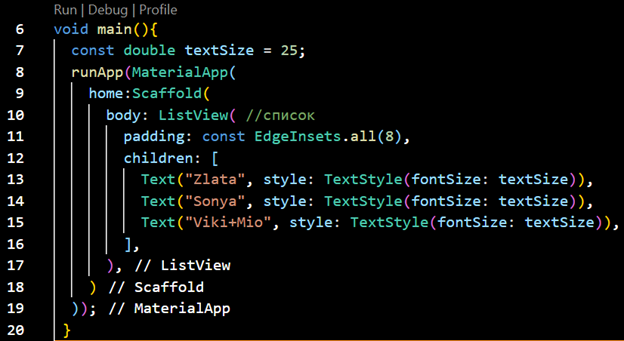 Run | Debug | Profile
6 void main(){
7 const double textSize = 25;
8 runApp(MaterialApp(
9 home:Scaffold(
10 body: ListView( //список
11 padding: const EdgeInsets.all(8),
12 children: [
13 Text("Zlata", style: TextStyle(fontSize: textSize)),
14 Text("Sonya", style: TextStyle(fontSize: textSize)),
15 Text("Viki+Mio", style: TextStyle(fontSize: textSize)),
16 ],
17 ), // ListView
18 ) // Scaffold
19 )); // MaterialApp
20 }